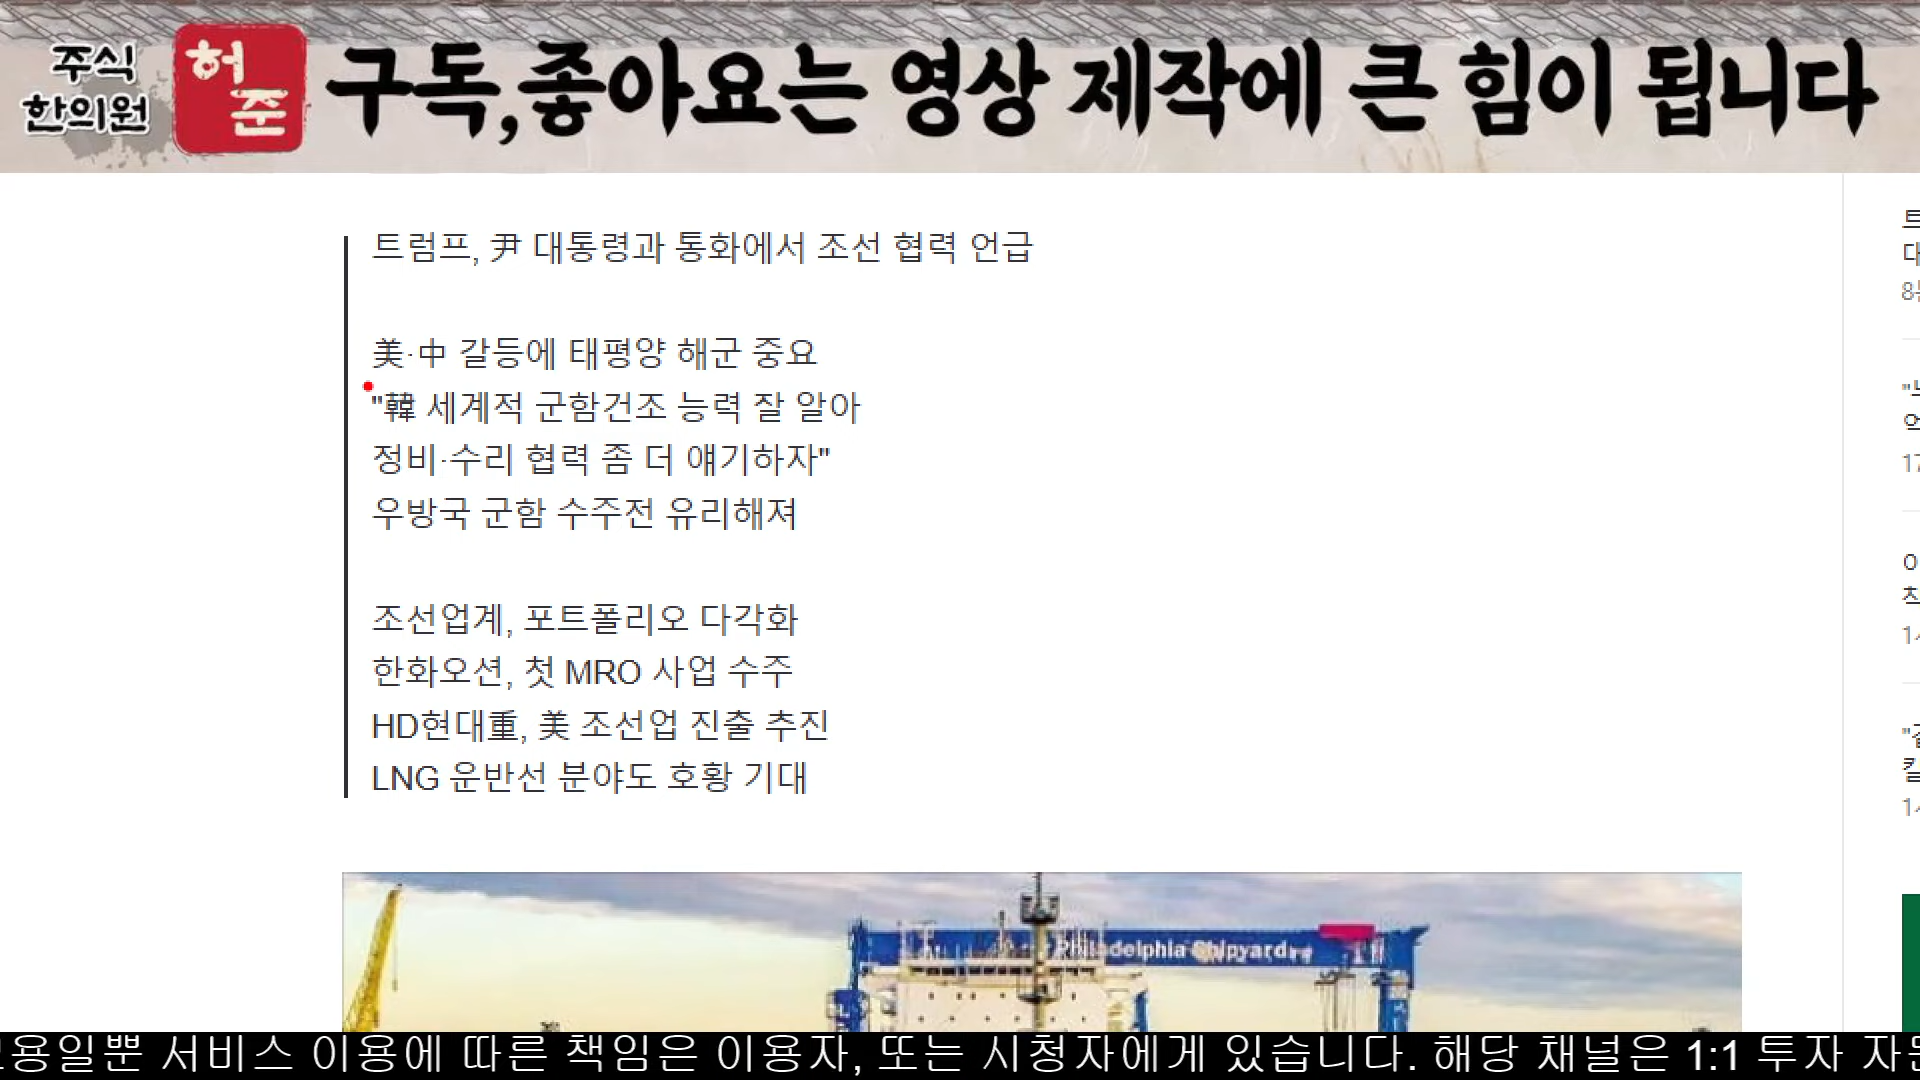 주식
한의원
허
준
구독,좋아요는 영상 제작에 큰 힘이 됩니다
트럼프, 尹 대통령과 통화에서 조선 협력 언급
美·中 갈등에 태평양 해군 중요
"韓 세계적 군함건조 능력 잘 알아
정비·수리 협력 좀 더 얘기하자"
우방국 군함 수주전 유리해져
조선업계, 포트폴리오 다각화
한화오션, 첫 MRO 사업 수주
HD현대重, 美 조선업 진출 추진
LNG 운반선 분야도 호황 기대
Philadelphia Shipyard
서비스 이용에 따른 책임은 이용자, 또는 시청자에게 있습니다. 해당 채널은 1:1 투자